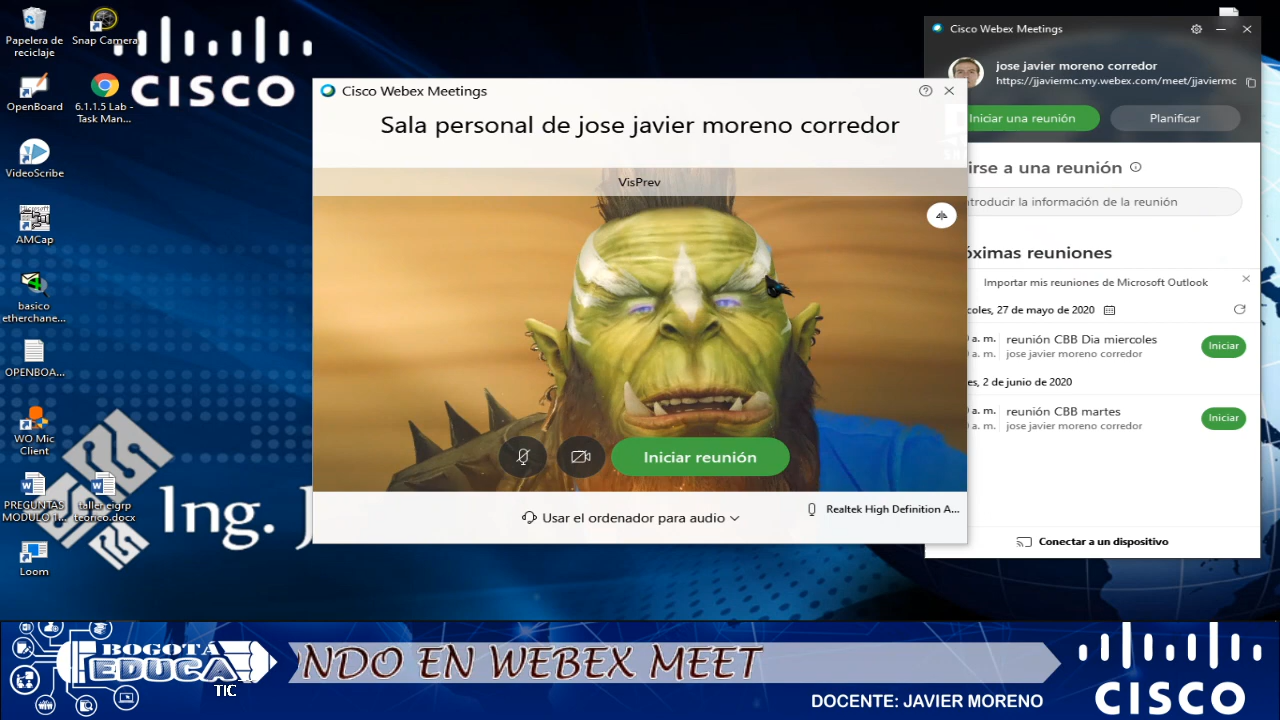 Papelera de
reciclaje
Snap Camera
OpenBoard
6.1.1.5 Lab -
Task Man...
VideoScribe
AMCap
basico
etherchane...
OPENBOA...
WO Mic
Client
PREGUNTAS
MODULO 1...
taller eigrp
teorico.docx
Loom
CISCO
Ing. J
Cisco Webex Meetings
Sala personal de jose javier moreno corredor
VisPrev
Iniciar reunión
Usar el ordenador para audio
Realtek High Definition A...
Cisco Webex Meetings
jose javier moreno corredor
https://jjaviermc.my.webex.com/meet/jjaviermc
Iniciar una reunión
Planificar
irse a una reunión
ntroducir la información de la reunión
óximas reuniones
Importar mis reuniones de Microsoft Outlook
coles, 27 de mayo de 2020
a. m.
reunión CBB Dia miercoles
a. m.
jose javier moreno corredor
Iniciar
es, 2 de junio de 2020
a. m.
reunión CBB martes
a. m.
jose javier moreno corredor
Iniciar
Conectar a un dispositivo
BOGOTA
EDUCA
TIC
NDO EN WEBEX MEET
DOCENTE: JAVIER MORENO
CISCO